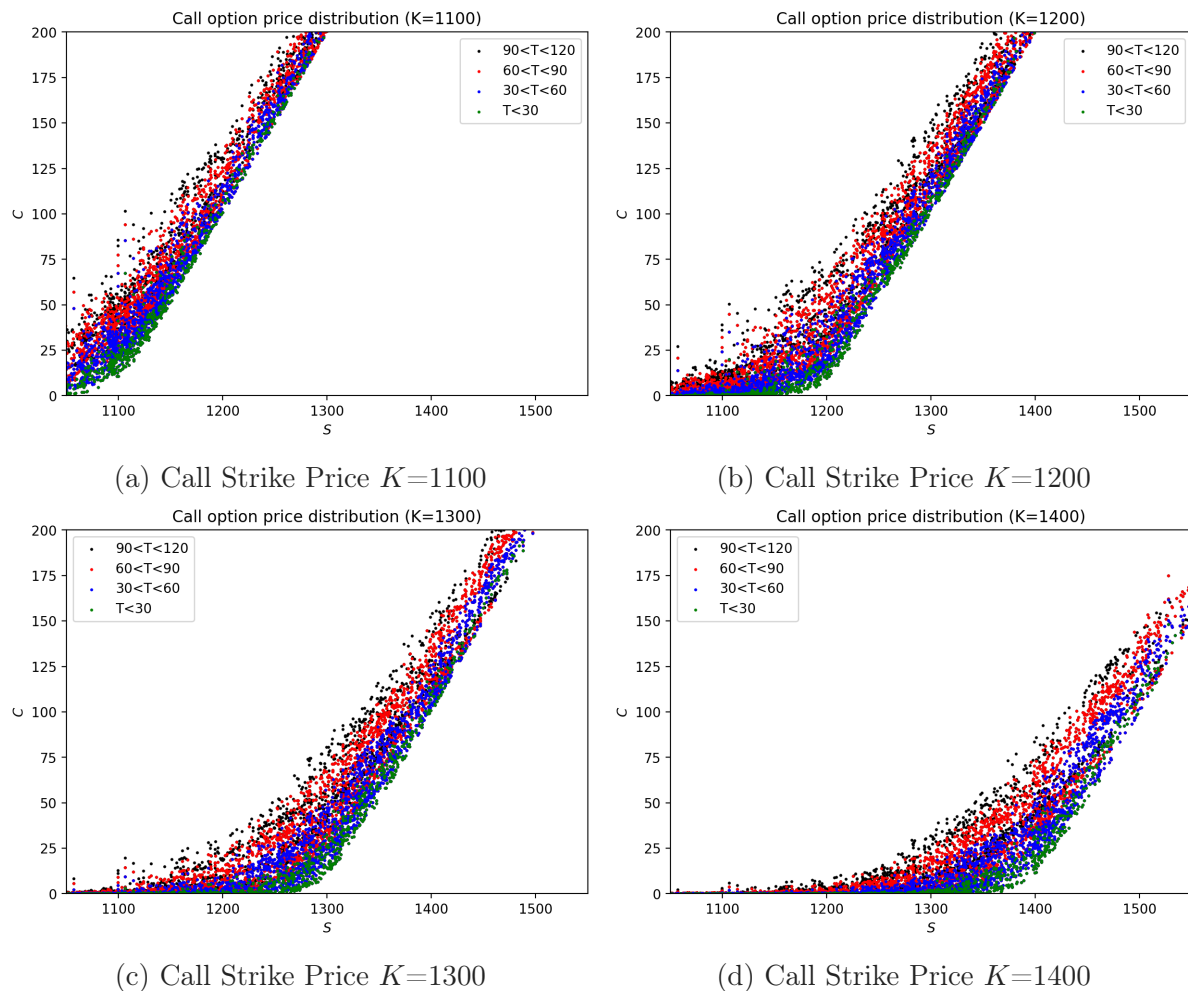 Call option price distribution (K=1100)
200
175
150
125
100
75
50
25
0
C
90<T<120
60<T<90
30<T<60
T<30
1100 1200 1300 1400 1500
S
(a) Call Strike Price K=1100
Call option price distribution (K=1200)
200
175
150
125
100
75
50
25
0
C
90<T<120
60<T<90
30<T<60
T<30
1100 1200 1300 1400 1500
S
(b) Call Strike Price K=1200
Call option price distribution (K=1300)
200
175
150
125
100
75
50
25
0
C
90<T<120
60<T<90
30<T<60
T<30
1100 1200 1300 1400 1500
S
(c) Call Strike Price K=1300
Call option price distribution (K=1400)
200
175
150
125
100
75
50
25
0
C
90<T<120
60<T<90
30<T<60
T<30
1100 1200 1300 1400 1500
S
(d) Call Strike Price K=1400